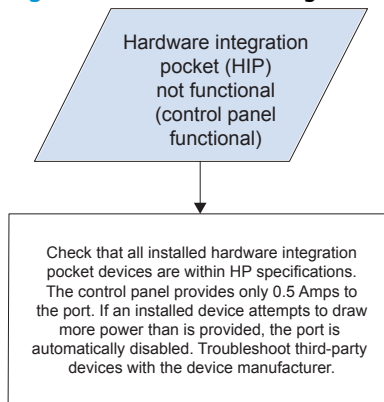 Hardware integration
pocket (HIP)
not functional
(control panel
functional)
Check that all installed hardware integration
pocket devices are within HP specifications.
The control panel provides only 0.5 Amps to
the port. If an installed device attempts to draw
more power than is provided, the port is
automatically disabled. Troubleshoot third-party
devices with the device manufacturer.